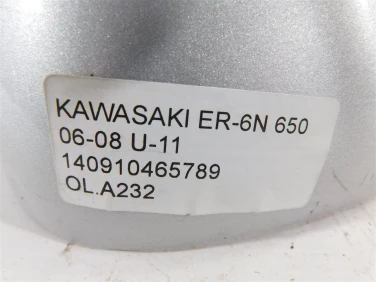 KAWASAKI ER-6N 650
06-08 U-11
140910465789
OL.A232